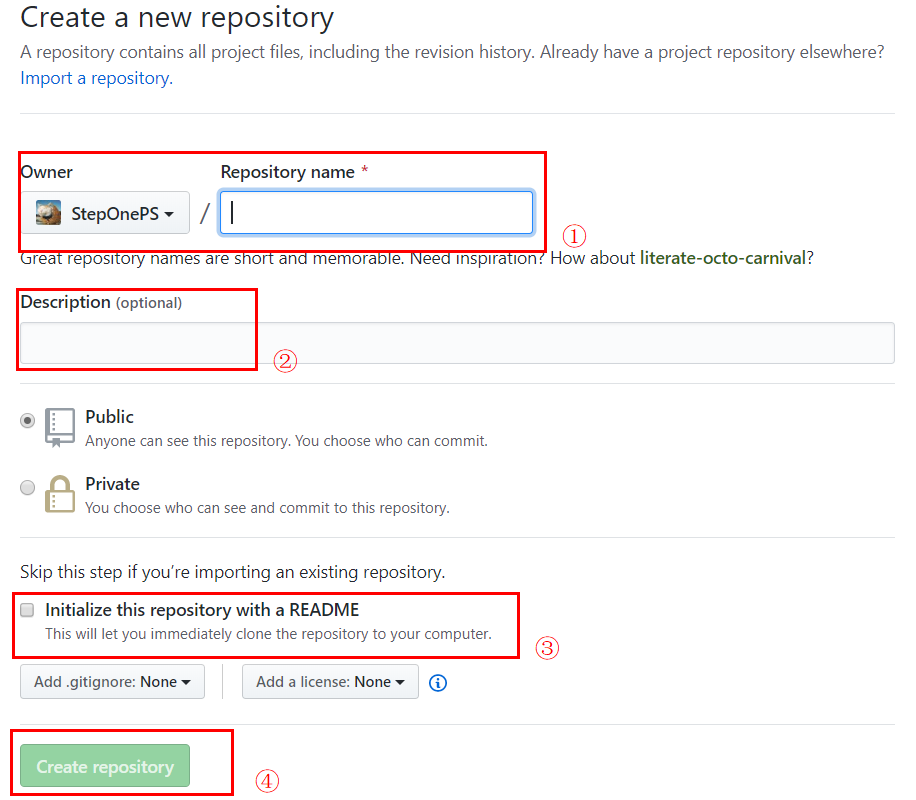 Create a new repository
A repository contains all project files, including the revision history. Already have a project repository elsewhere?
Import a repository.
Owner Repository name *
StepOnePS / ①
Great repository names are short and memorable. Need inspiration? How about literate-octo-carnival?
Description (optional)
②
Public
Anyone can see this repository. You choose who can commit.
Private
You choose who can see and commit to this repository.
Skip this step if you’re importing an existing repository.
Initialize this repository with a README
This will let you immediately clone the repository to your computer.
③
Add .gitignore: None Add a license: None
Create repository
④